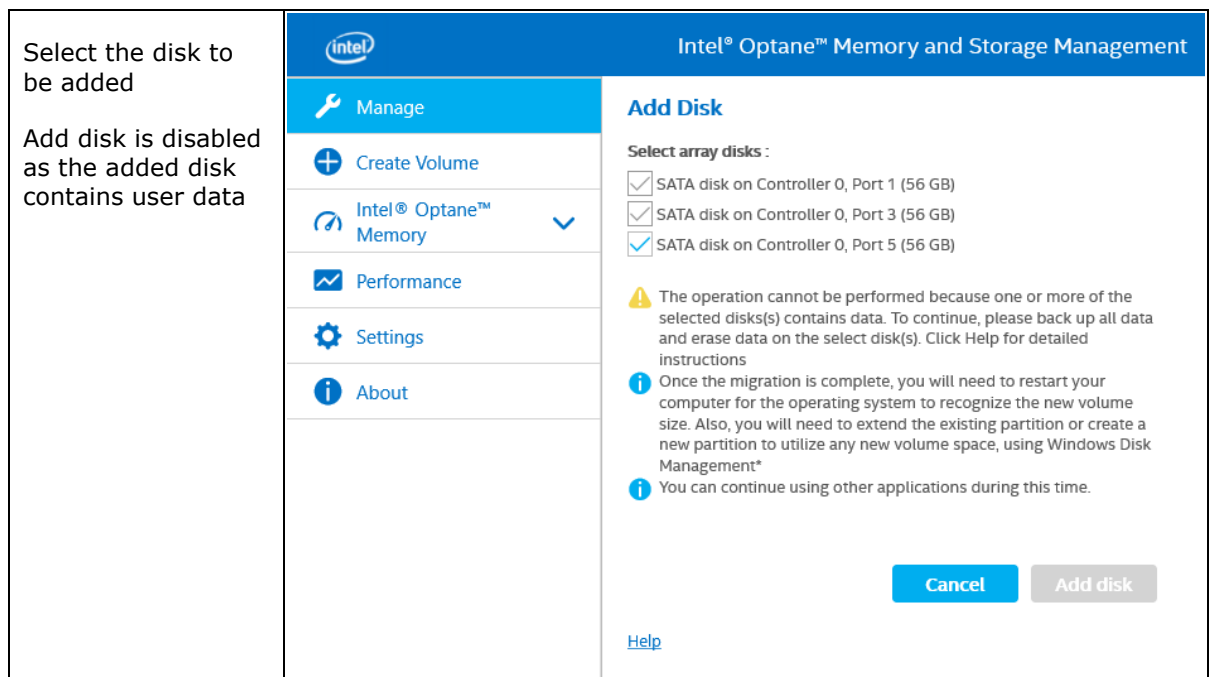 Select the disk to
be added
Add disk is disabled
as the added disk
contains user data
intel
Intel® Optane™ Memory and Storage Management
Manage
Create Volume
Intel® Optane™
Memory
Performance
Settings
About
Add Disk
Select array disks :
SATA disk on Controller 0, Port 1 (56 GB)
SATA disk on Controller 0, Port 3 (56 GB)
SATA disk on Controller 0, Port 5 (56 GB)
The operation cannot be performed because one or more of the
selected disks(s) contains data. To continue, please back up all data
and erase data on the select disk(s). Click Help for detailed
instructions
Once the migration is complete, you will need to restart your
computer for the operating system to recognize the new volume
size. Also, you will need to extend the existing partition or create a
new partition to utilize any new volume space, using Windows Disk
Management*
You can continue using other applications during this time.
Cancel
Add disk
Help